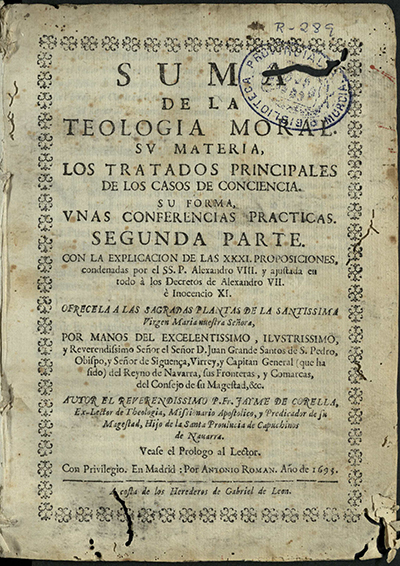 R-289
BIBLIOTECA PROVINCIAL
MURCIA
SUMA
DE LA
TEOLOGIA MORAL.
SV MATERIA,
LOS TRATADOS PRINCIPALES
DE LOS CASOS DE CONCIENCIA.
SU FORMA,
VNAS CONFERENCIAS PRACTICAS.
SEGUNDA PARTE.
CON LA EXPLICACION DE LAS XXXI. PROPOSICIONES,
condenadas por el SS. P. Alexandro VIII. y ajustada en
todo à los Decretos de Alexandro VII.
è Inocencio XI.
OFRECELA A LAS SAGRADAS PLANTAS DE LA SANTISSIMA
Virgen Maria nuestra Señora,
POR MANOS DEL EXCELENTISSIMO, ILVSTRISSIMO,
y Reverendissimo Señor el Señor D. Juan Grande Santos de S. Pedro,
Obispo, y Señor de Siguença, Virrey, y Capitan General (que ha
sido) del Reyno de Navarra, sus Fronteras, y Comarcas,
del Consejo de su Magestad, &c.
AUTOR EL REVERENDISSIMO P. Fr. JAYME DE CORELLA,
Ex-Lector de Theologia, Missionario Apostolico, y Predicador de su
Magestad, Hijo de la Santa Provincia de Capuchinos
de Navarra.
Vease el Prologo al Lector.
Con Privilegio. En Madrid: Por ANTONIO ROMAN. Año de 1695.
A costa de los Herederos de Gabriel de Leon.